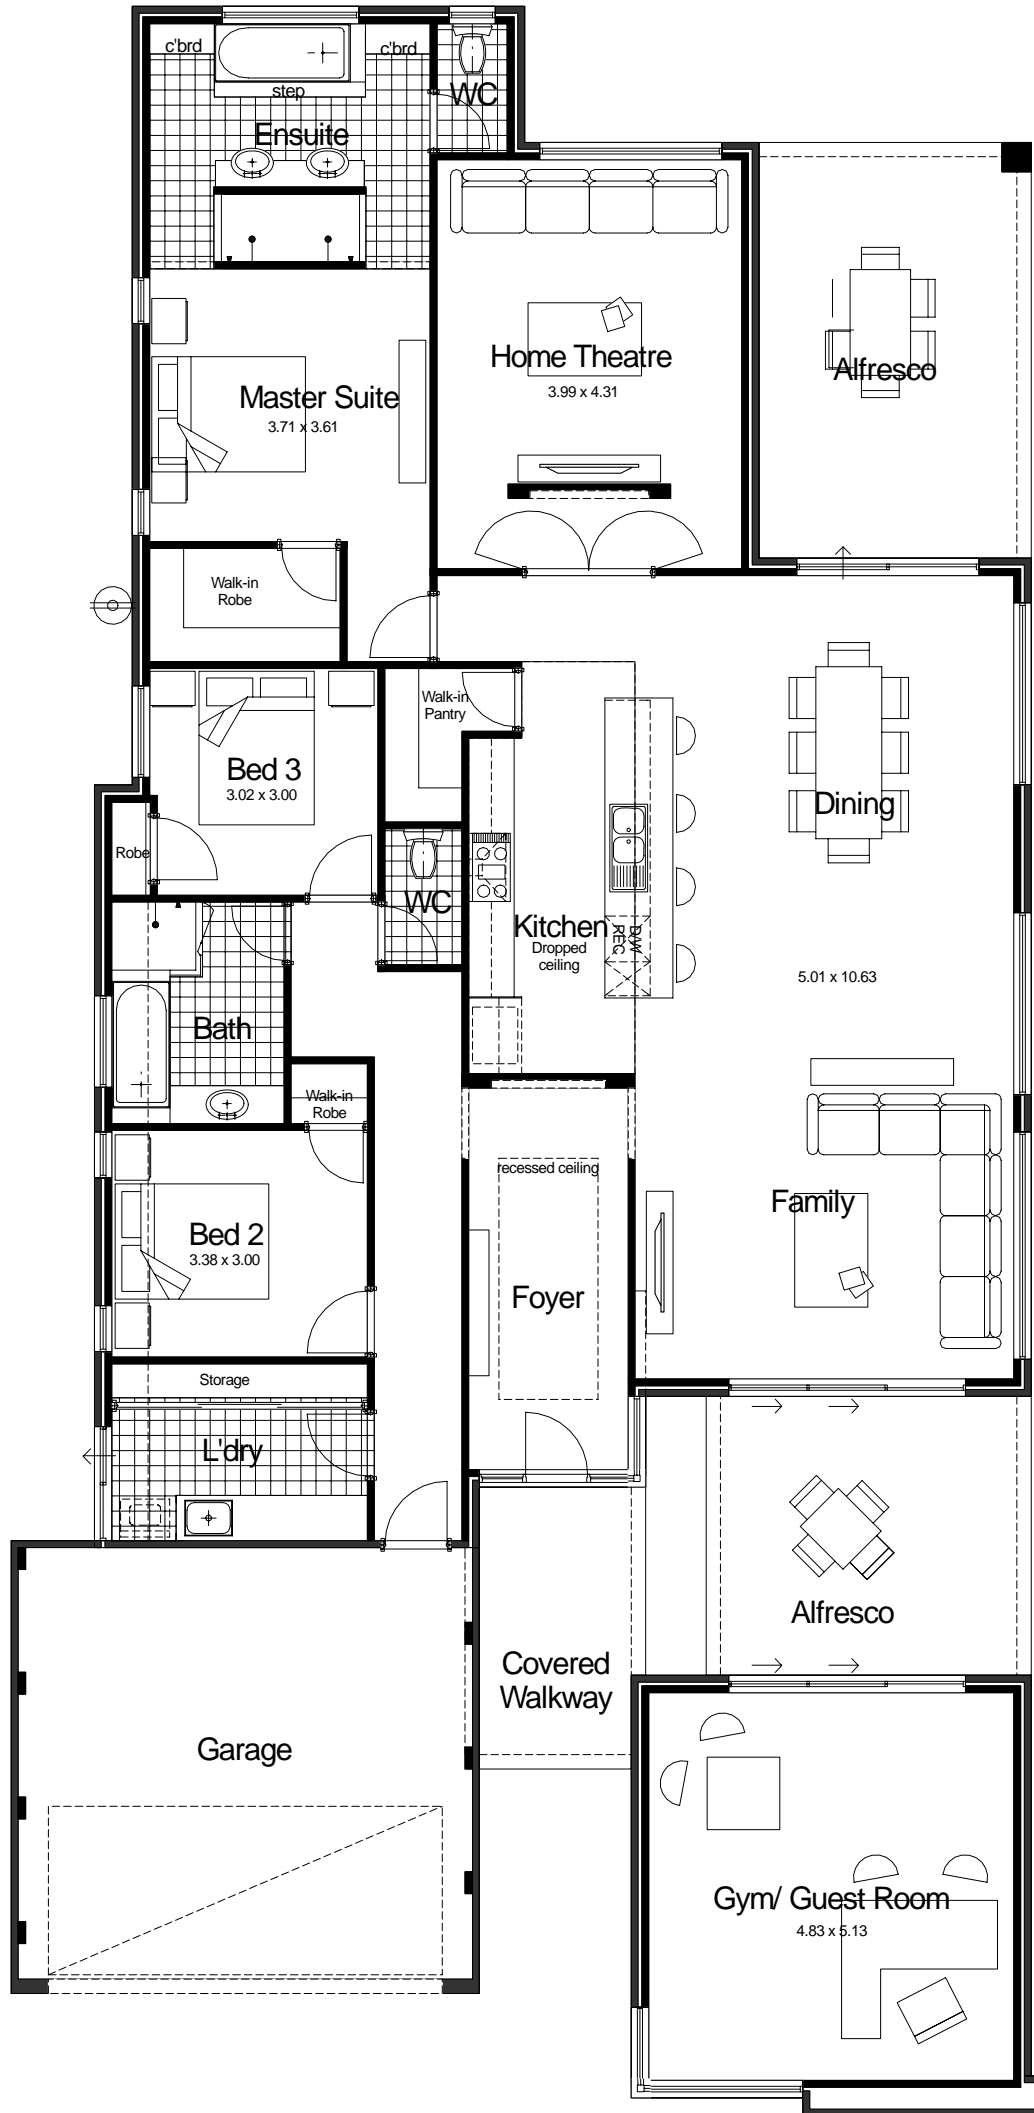 c'brd
c'brd
step
WC
Ensuite
Home Theatre
3.99 x 4.31
Alfresco
Master Suite
3.71 x 3.61
Walk-in
Robe
Walk-in
Pantry
Bed 3
3.02 x 3.00
Dining
Robe
WC
Kitchen
Dropped
ceiling
D/W
REC
5.01 x 10.63
Bath
Walk-in
Robe
recessed ceiling
Family
Bed 2
3.38 x 3.00
Foyer
Storage
L'dry
Alfresco
Covered
Walkway
Garage
Gym/ Guest Room
4.83 x 5.13